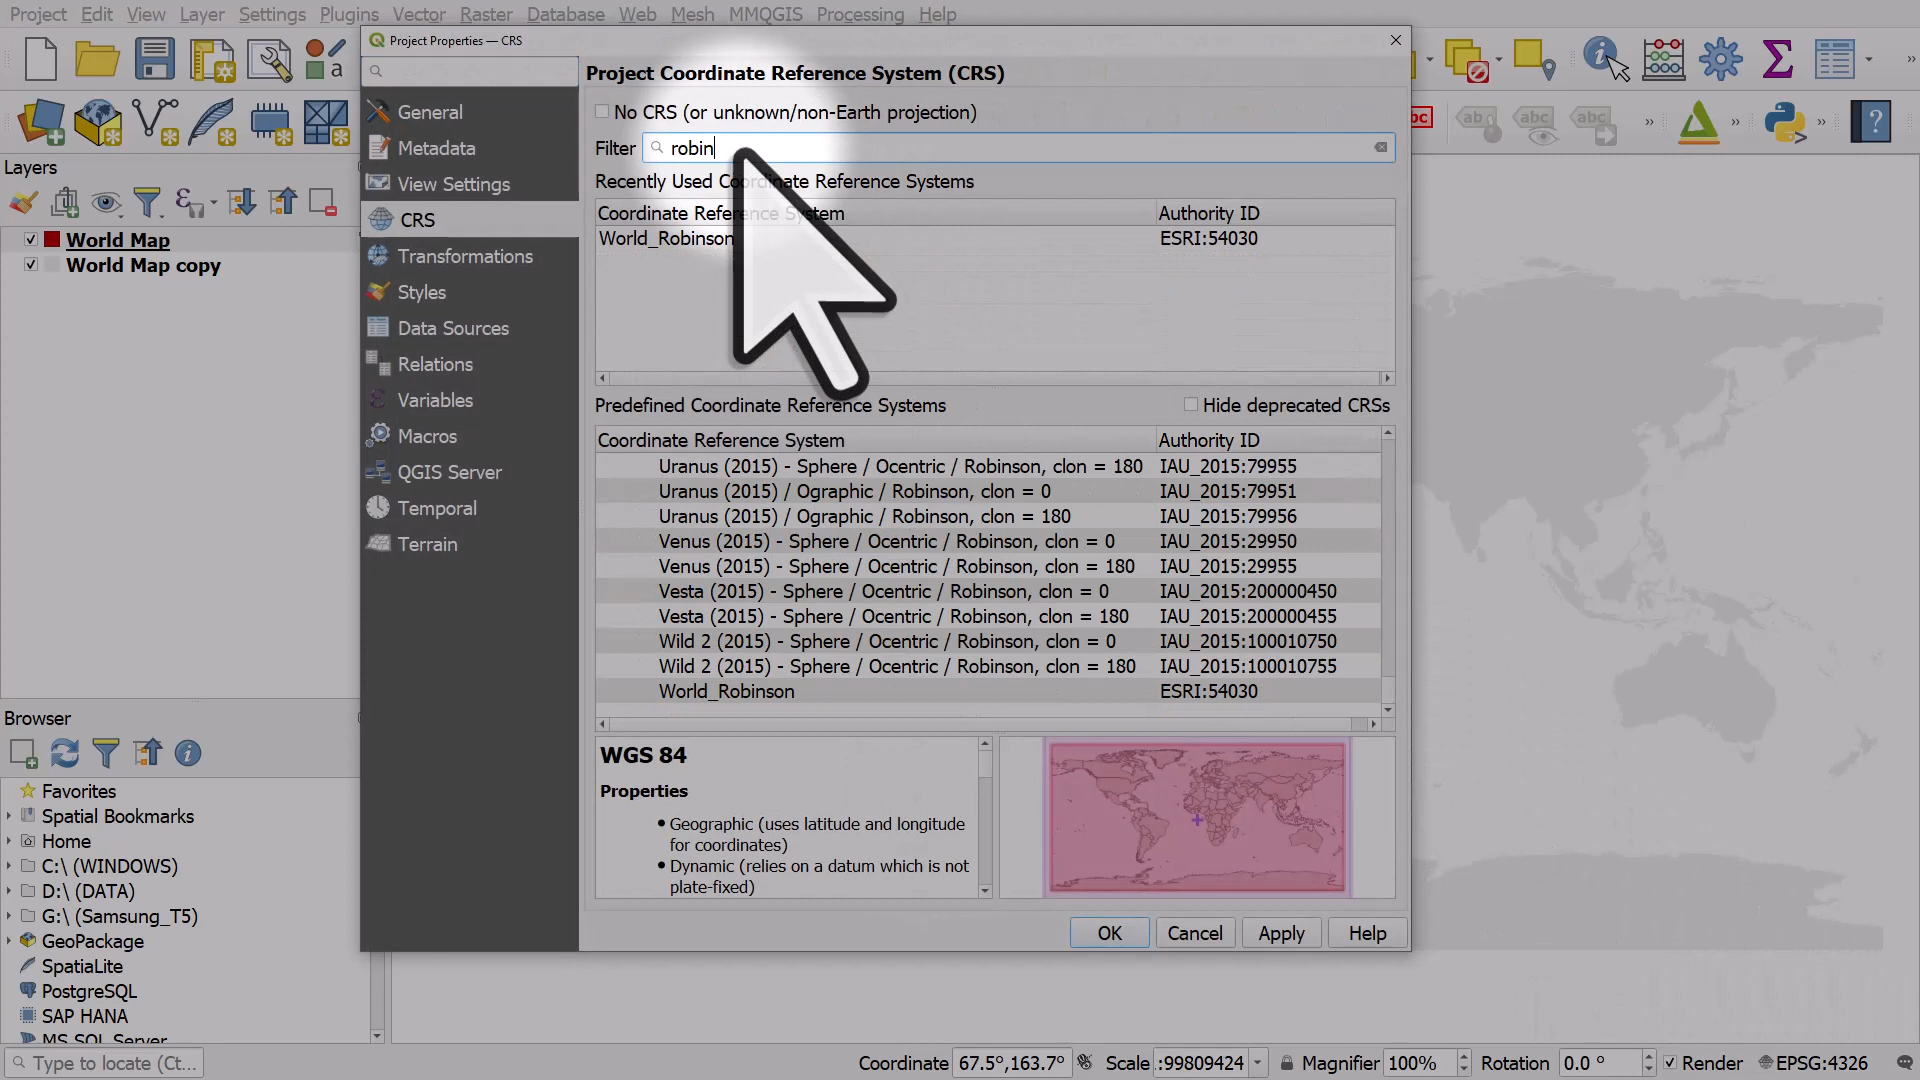 Project Edit View Layer Settings Plugins Vector Raster Database Web Mesh MMQGIS Processing Help
Project Properties — CRS
Project Coordinate Reference System (CRS)
No CRS (or unknown/non-Earth projection)
Filter robin
Recently Used Coordinate Reference Systems
Coordinate Reference System Authority ID
World_Robinson ESRI:54030
Predefined Coordinate Reference Systems Hide deprecated CRSs
Coordinate Reference System Authority ID
Uranus (2015) - Sphere / Ocentric / Robinson, clon = 180 IAU_2015:79955
Uranus (2015) / Ographic / Robinson, clon = 0 IAU_2015:79951
Uranus (2015) / Ographic / Robinson, clon = 180 IAU_2015:79956
Venus (2015) - Sphere / Ocentric / Robinson, clon = 0 IAU_2015:29950
Venus (2015) - Sphere / Ocentric / Robinson, clon = 180 IAU_2015:29955
Vesta (2015) - Sphere / Ocentric / Robinson, clon = 0 IAU_2015:200000450
Vesta (2015) - Sphere / Ocentric / Robinson, clon = 180 IAU_2015:200000455
Wild 2 (2015) - Sphere / Ocentric / Robinson, clon = 0 IAU_2015:100010750
Wild 2 (2015) - Sphere / Ocentric / Robinson, clon = 180 IAU_2015:100010755
World_Robinson ESRI:54030
WGS 84
Properties
• Geographic (uses latitude and longitude
for coordinates)
• Dynamic (relies on a datum which is not
plate-fixed)
OK Cancel Apply Help
General
Metadata
View Settings
CRS
Transformations
Styles
Data Sources
Relations
Variables
Macros
QGIS Server
Temporal
Terrain
a
abc abc abc abc
Layers
World Map
World Map copy
Browser
Favorites
Spatial Bookmarks
Home
C:\ (WINDOWS)
D:\ (DATA)
G:\ (Samsung_T5)
GeoPackage
SpatiaLite
PostgreSQL
SAP HANA
MS SQL Server
Type to locate (Ct...
Coordinate 67.5°,163.7° Scale :99809424 Magnifier 100% Rotation 0.0 ° Render EPSG:4326